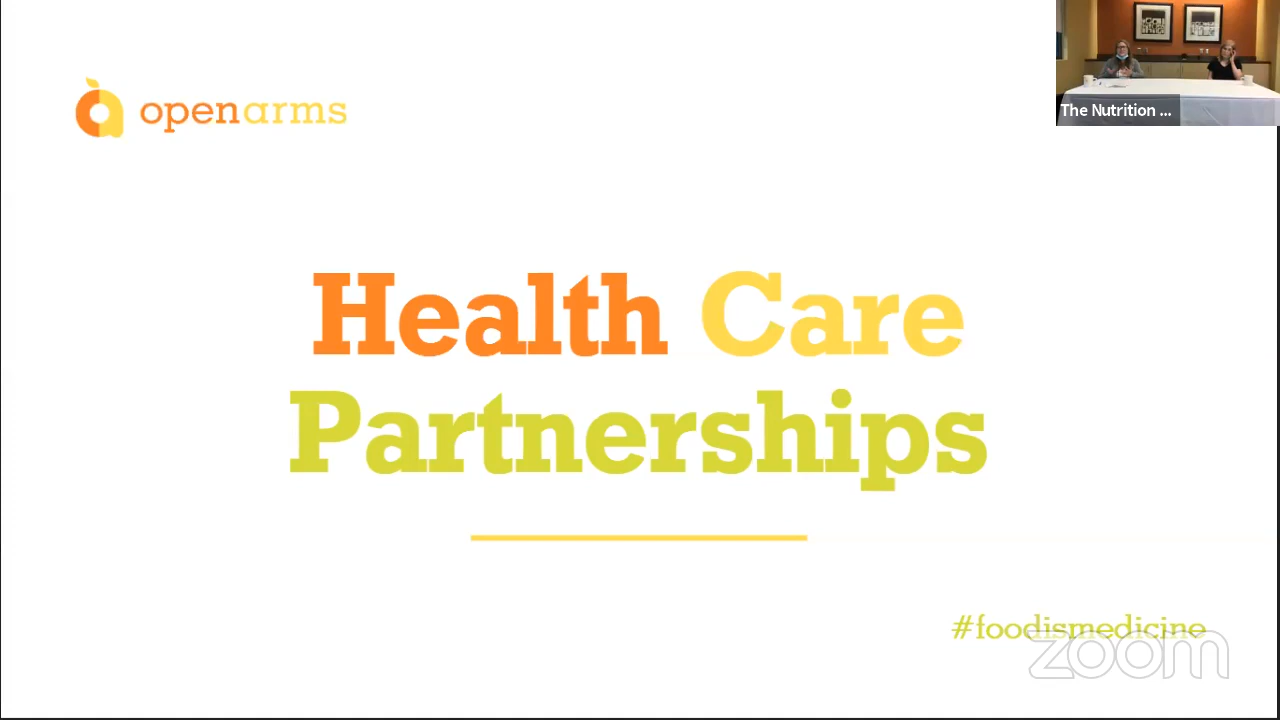 openarms
The Nutrition ...
Health Care
Partnerships
#foodismedicine
zoom